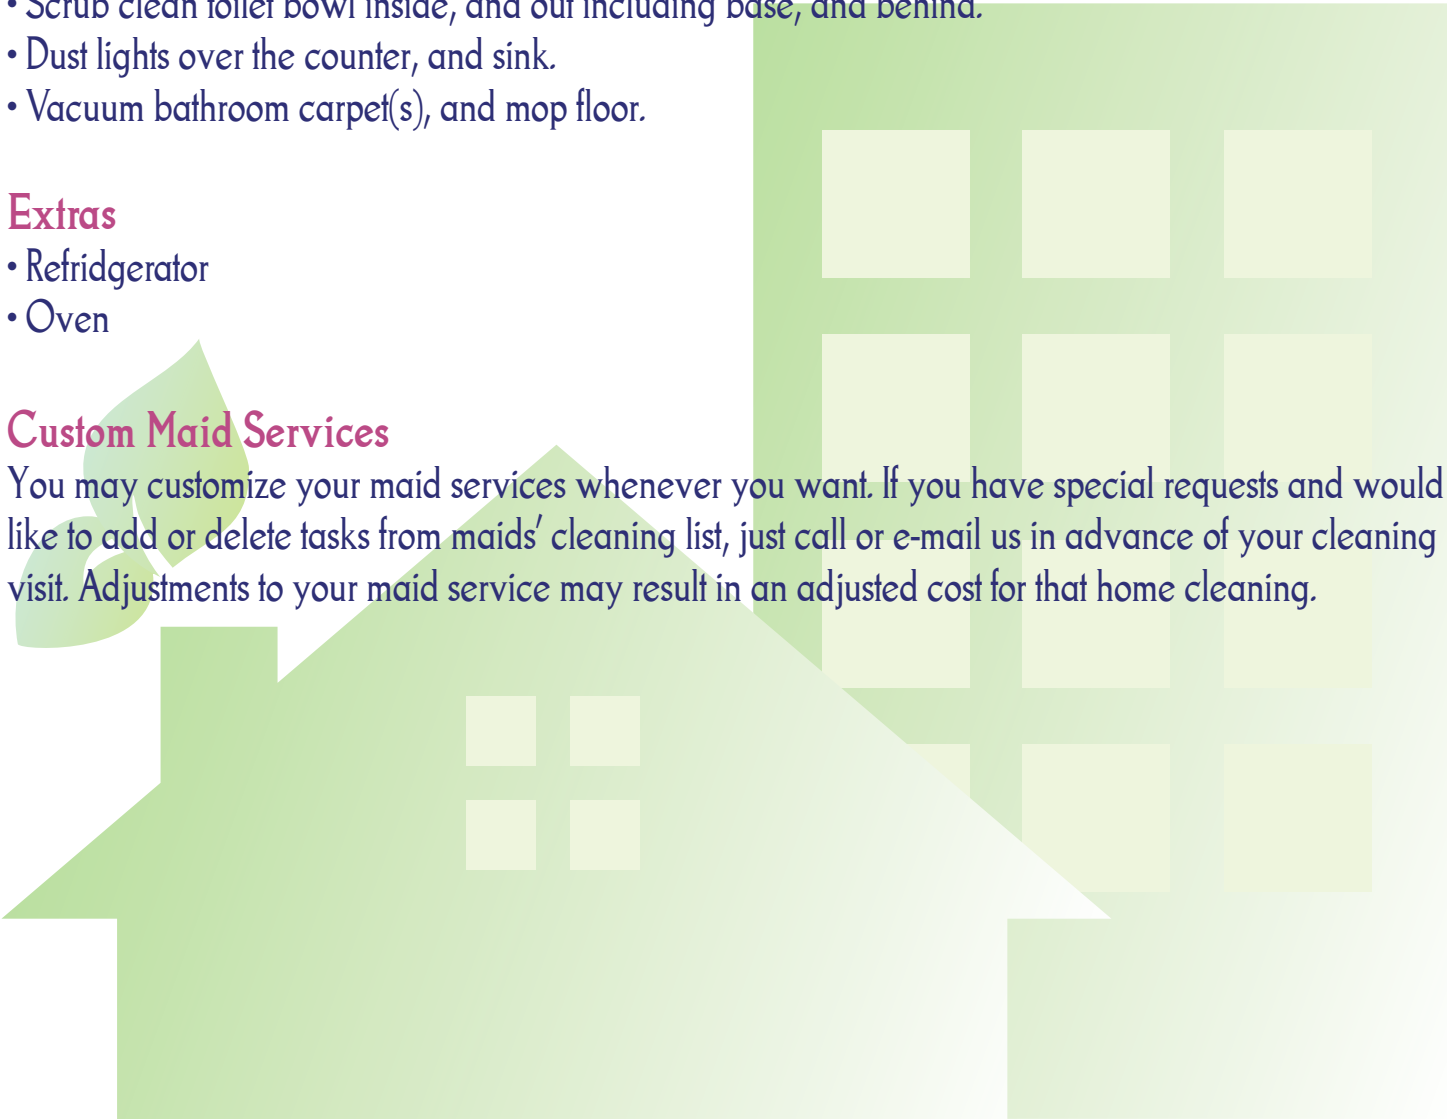 • Scrub clean toilet bowl inside, and out including base, and behind.
• Dust lights over the counter, and sink.
• Vacuum bathroom carpet(s), and mop floor.
Extras
• Refridgerator
• Oven
Custom Maid Services
You may customize your maid services whenever you want. If you have special requests and would
like to add or delete tasks from maids' cleaning list, just call or e-mail us in advance of your cleaning
visit. Adjustments to your maid service may result in an adjusted cost for that home cleaning.